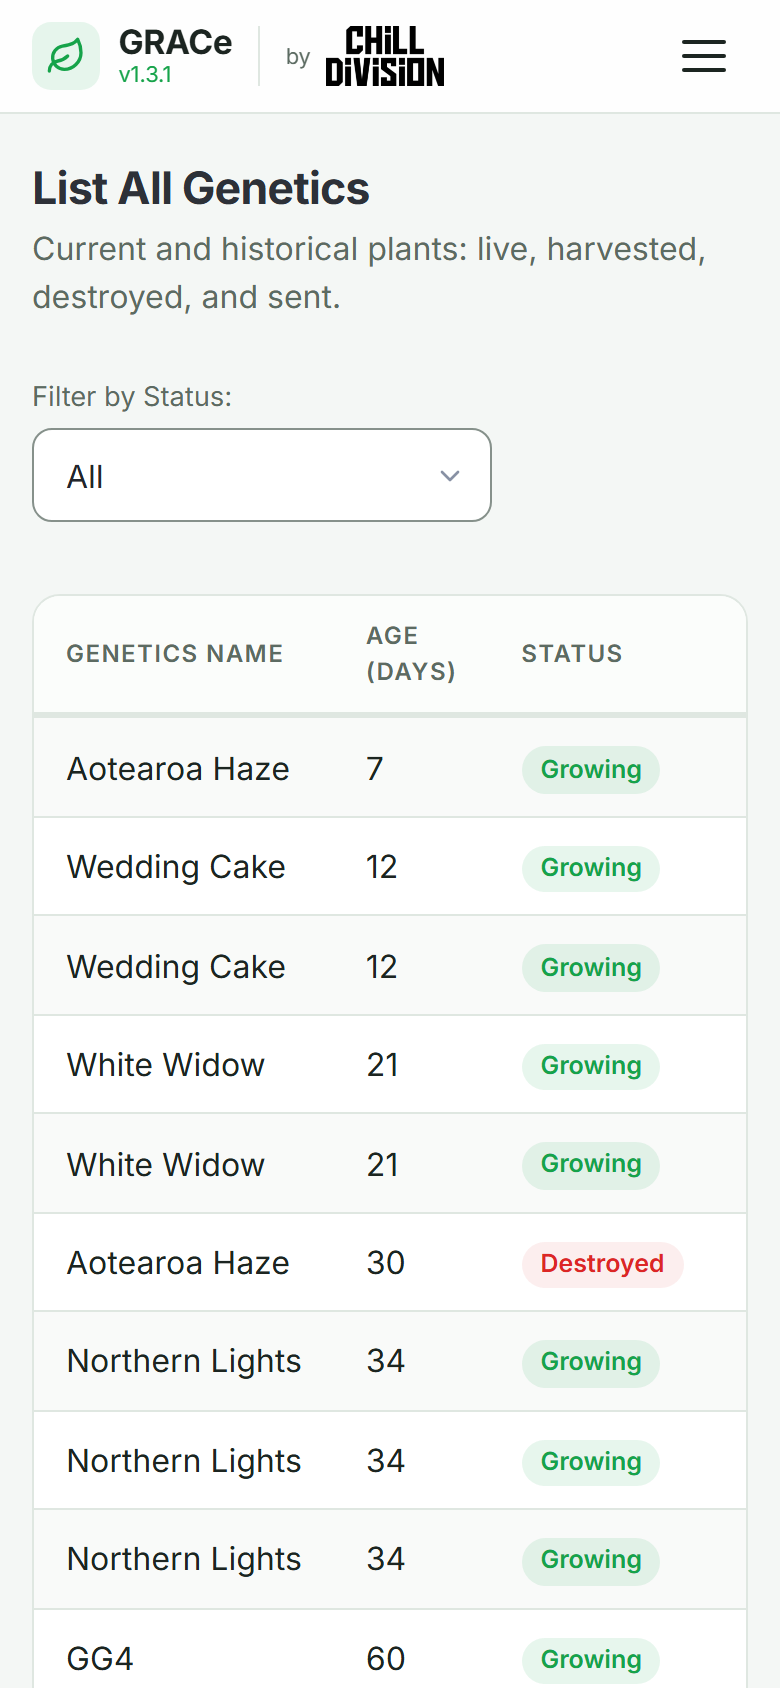 GRACe
v1.3.1
by
CHiLL
DiViSiON
List All Genetics
Current and historical plants: live, harvested,
destroyed, and sent.
Filter by Status:
All
GENETICS NAME AGE (DAYS) STATUS
Aotearoa Haze 7 Growing
Wedding Cake 12 Growing
Wedding Cake 12 Growing
White Widow 21 Growing
White Widow 21 Growing
Aotearoa Haze 30 Destroyed
Northern Lights 34 Growing
Northern Lights 34 Growing
Northern Lights 34 Growing
GG4 60 Growing